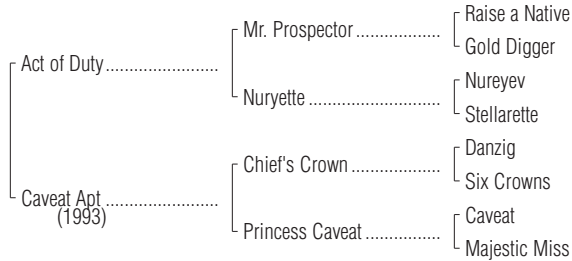 Raise a Native
Mr. Prospector ..................
Gold Digger
Act of Duty ........................
Nureyev
Nuryette ............................
Stellarette
Danzig
Chief's Crown ...................
Six Crowns
Caveat Apt ........................
(1993)
Caveat
Princess Caveat ................
Majestic Miss